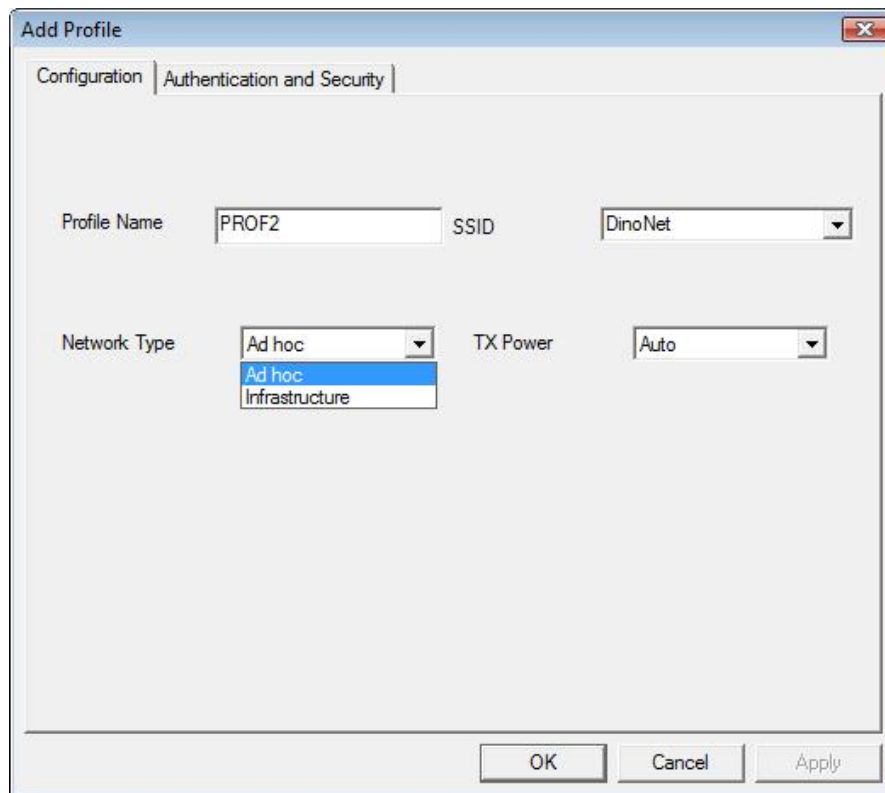 Add Profile
Configuration Authentication and Security
Profile Name PROF2 SSID DinoNet
Network Type Ad hoc TX Power Auto
Ad hoc
Infrastructure
OK Cancel Apply